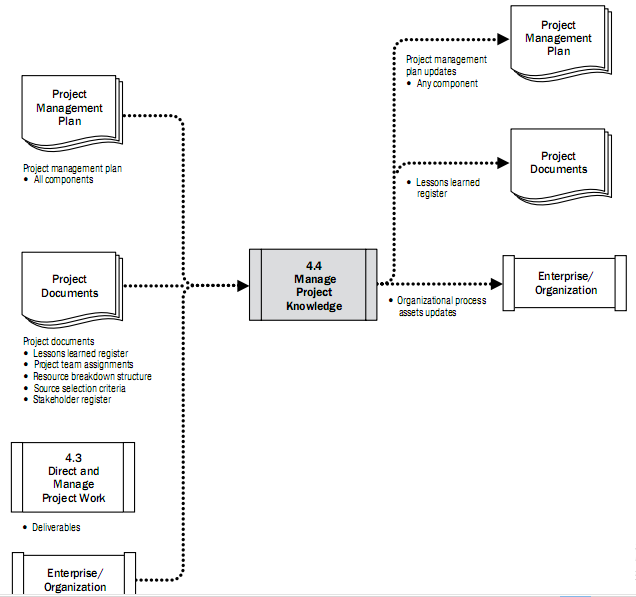 Project
Management
Plan
Project management plan
• All components
Project
Documents
Project documents
• Lessons learned register
• Project team assignments
• Resource breakdown structure
• Source selection criteria
• Stakeholder register
4.3
Direct and
Manage
Project Work
• Deliverables
Enterprise/
Organization
4.4
Manage
Project
Knowledge
Project
Management
Plan
Project management
plan updates
• Any component
Project
Documents
• Lessons learned
register
Enterprise/
Organization
• Organizational process
assets updates